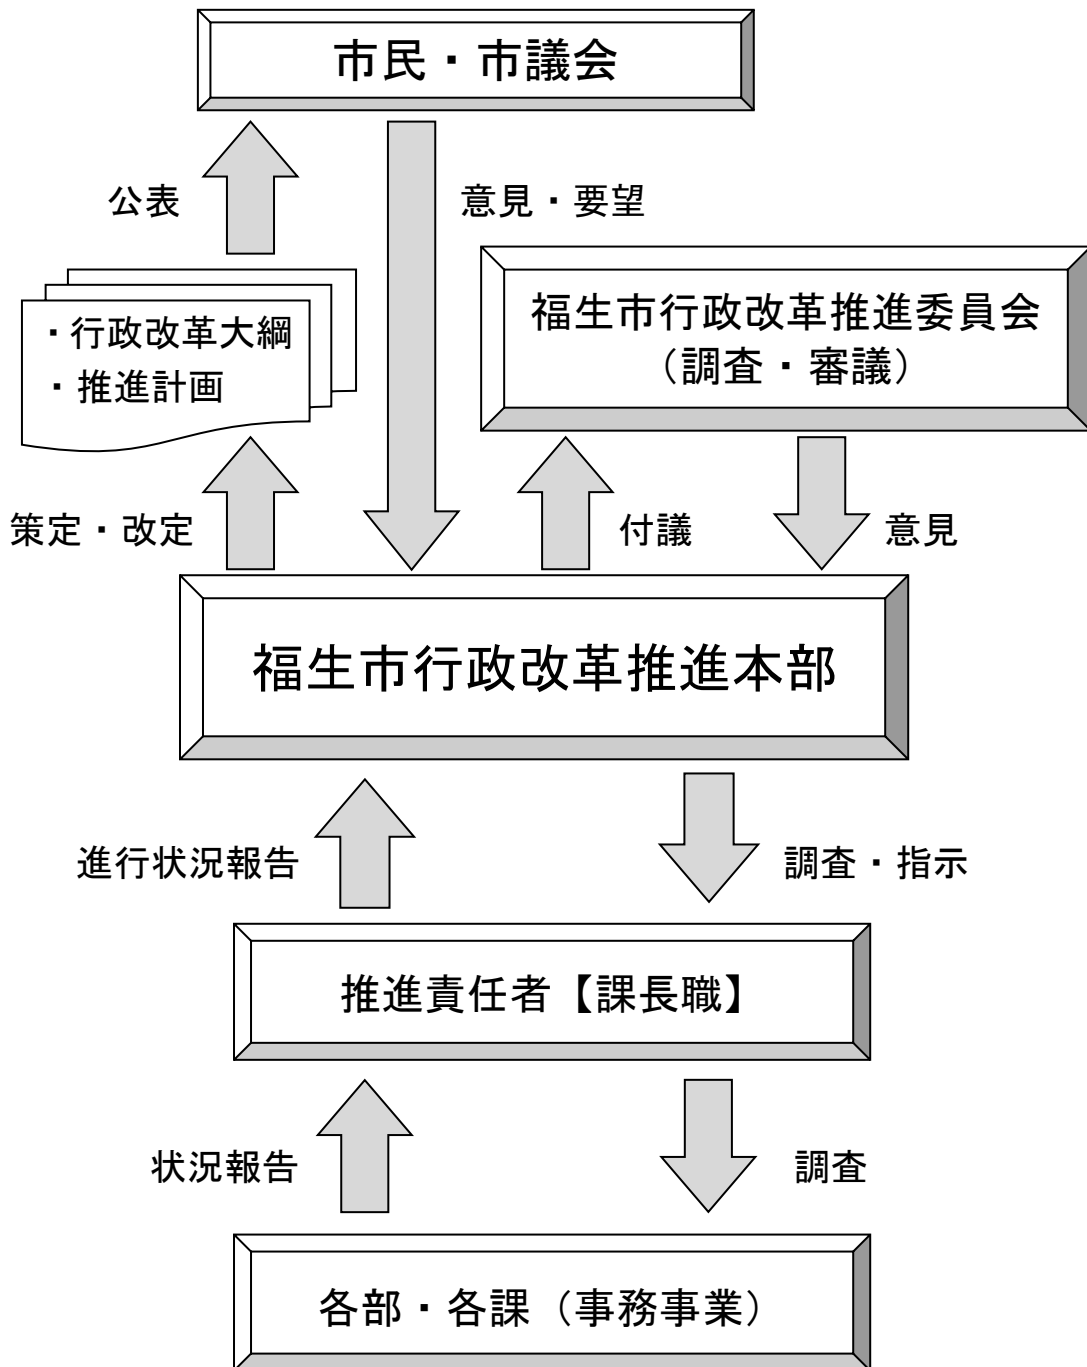 市民・市議会
公表
意見・要望
・行政改革大綱
・推進計画
福生市行政改革推進委員会
（調査・審議）
策定・改定
付議
意見
福生市行政改革推進本部
進行状況報告
調査・指示
推進責任者【課長職】
状況報告
調査
各部・各課（事務事業）